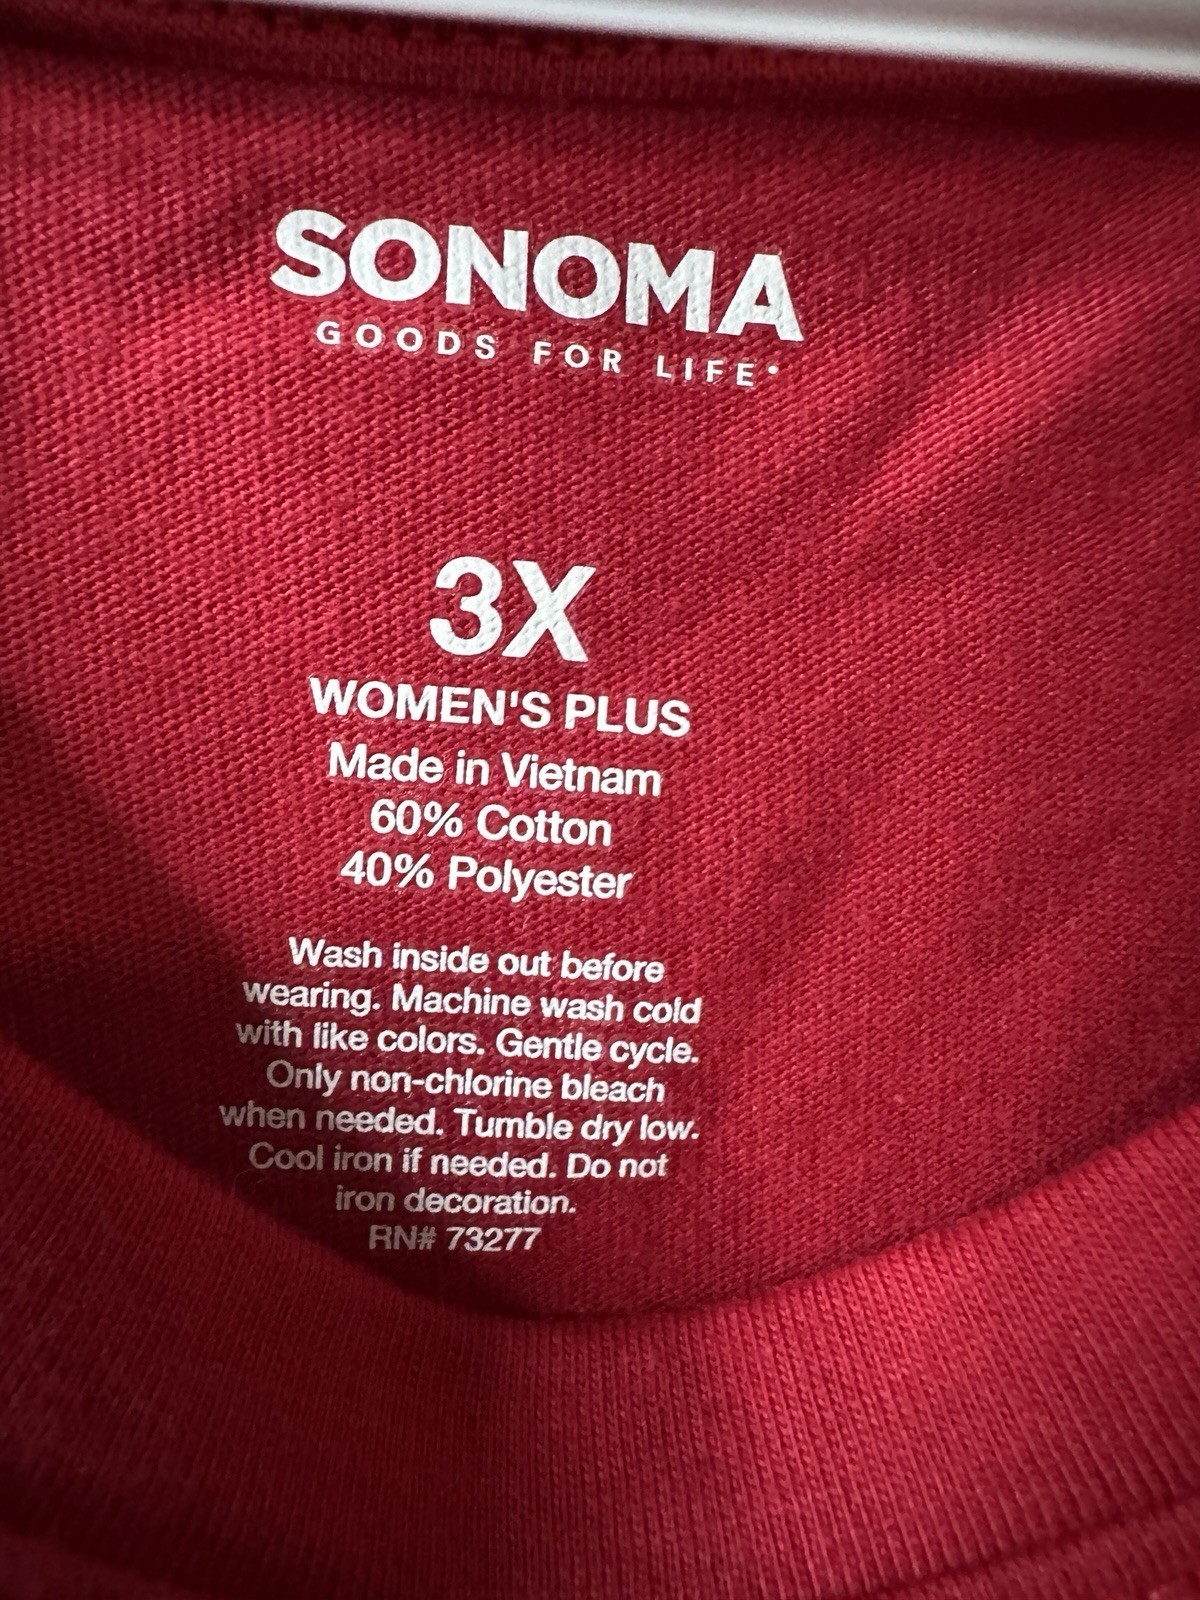 SONOMA
GOODS FOR LIFE
3X
WOMEN'S PLUS
Made in Vietnam
60% Cotton
40% Polyester
Wash inside out before
wearing. Machine wash cold
with like colors. Gentle cycle.
Only non-chlorine bleach
when needed. Tumble dry low.
Cool iron if needed. Do not
iron decoration.
RN# 73277